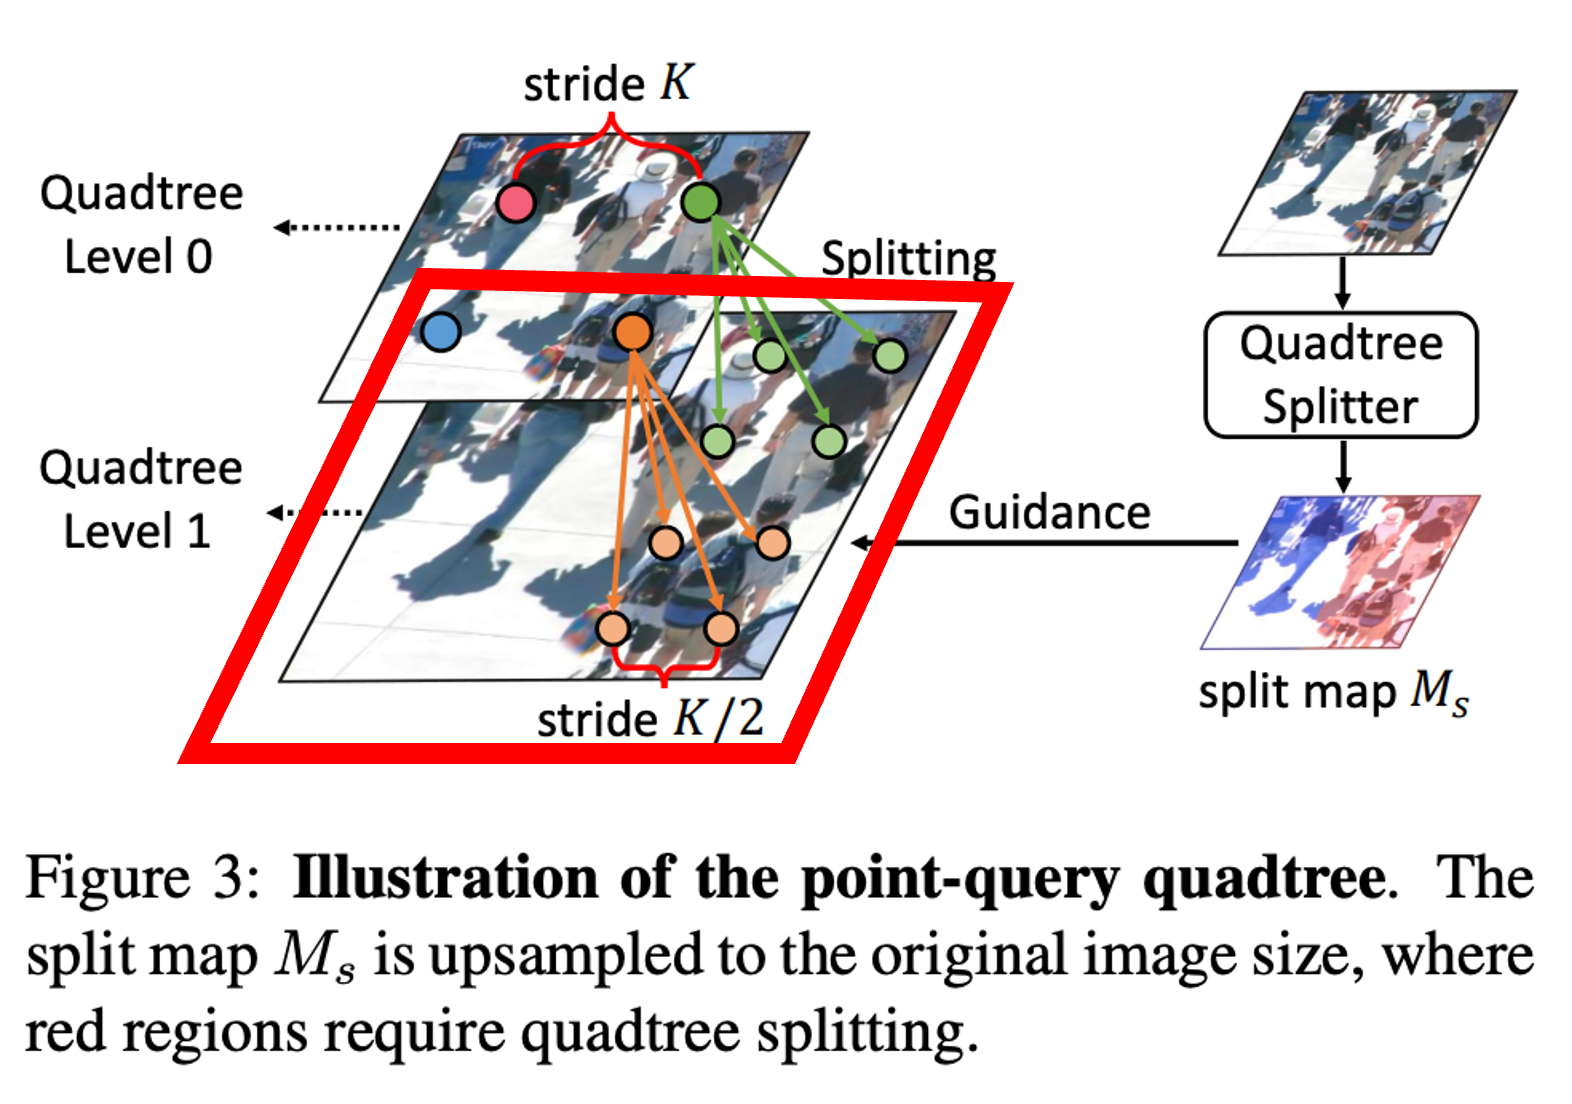 stride K
Quadtree
Level 0
Splitting
Quadtree
Splitter
Quadtree
Level 1
Guidance
stride K/2
split map Mₛ
Figure 3: Illustration of the point-query quadtree. The
split map Mₛ is upsampled to the original image size, where
red regions require quadtree splitting.